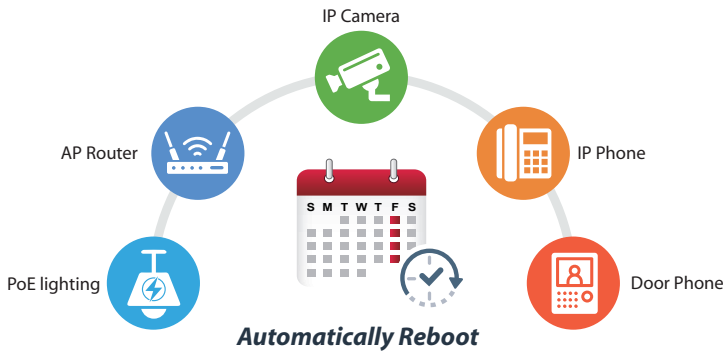 IP Camera
AP Router
IP Phone
S M T W T F S
PoE lighting
Door Phone
Automatically Reboot